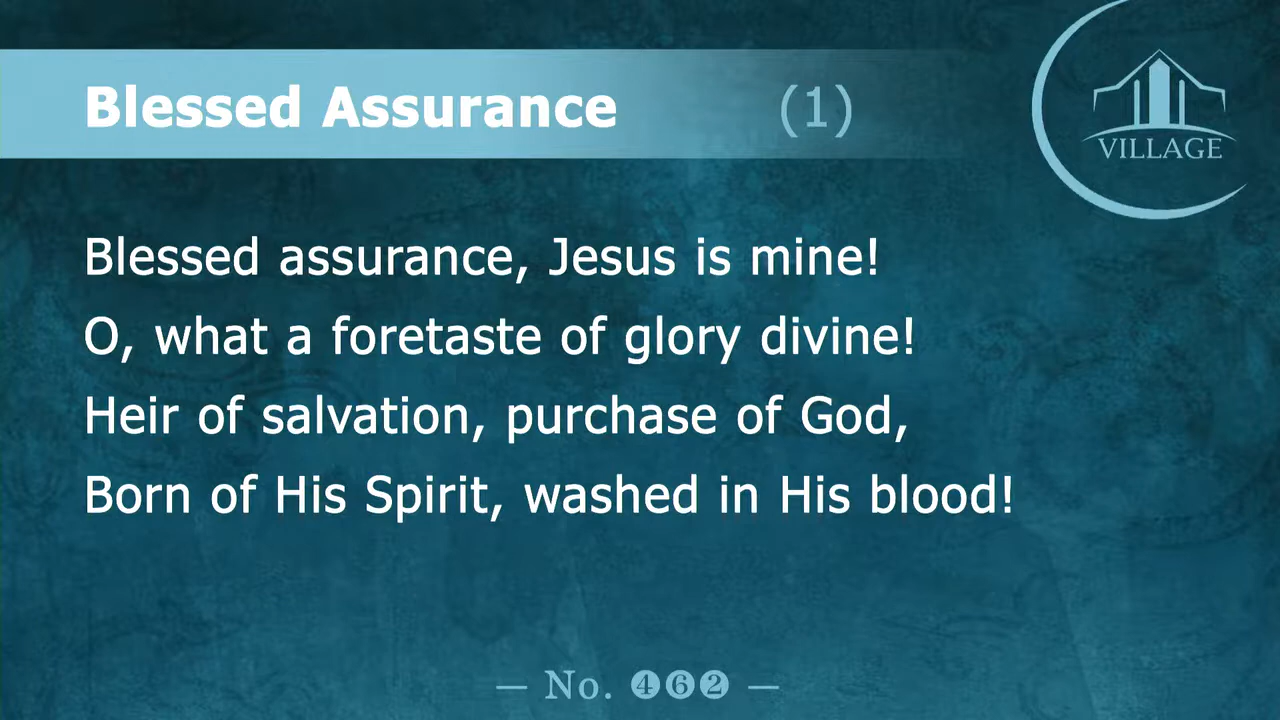 Blessed Assurance (1)
VILLAGE
Blessed assurance, Jesus is mine!
O, what a foretaste of glory divine!
Heir of salvation, purchase of God,
Born of His Spirit, washed in His blood!
— No. ❹❻❷ —